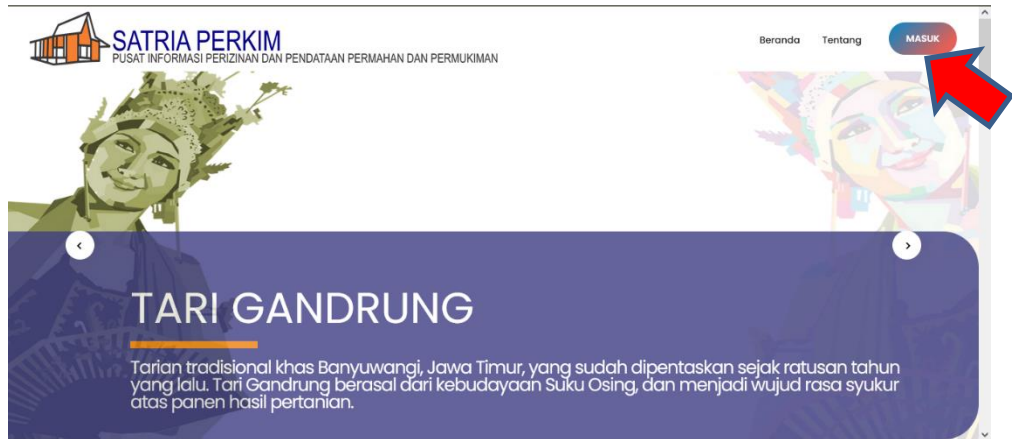 SATRIA PERKIM
PUSAT INFORMASI PERIZINAN DAN PENDATAAN PERMAHAN DAN PERMUKIMAN
Beranda Tentang MASUK
TARI GANDRUNG
Tarian tradisional khas Banyuwangi, Jawa Timur, yang sudah dipentaskan sejak ratusan tahun
yang lalu. Tari Gandrung berasal dari kebudayaan Suku Osing, dan menjadi wujud rasa syukur
atas panen hasil pertanian.